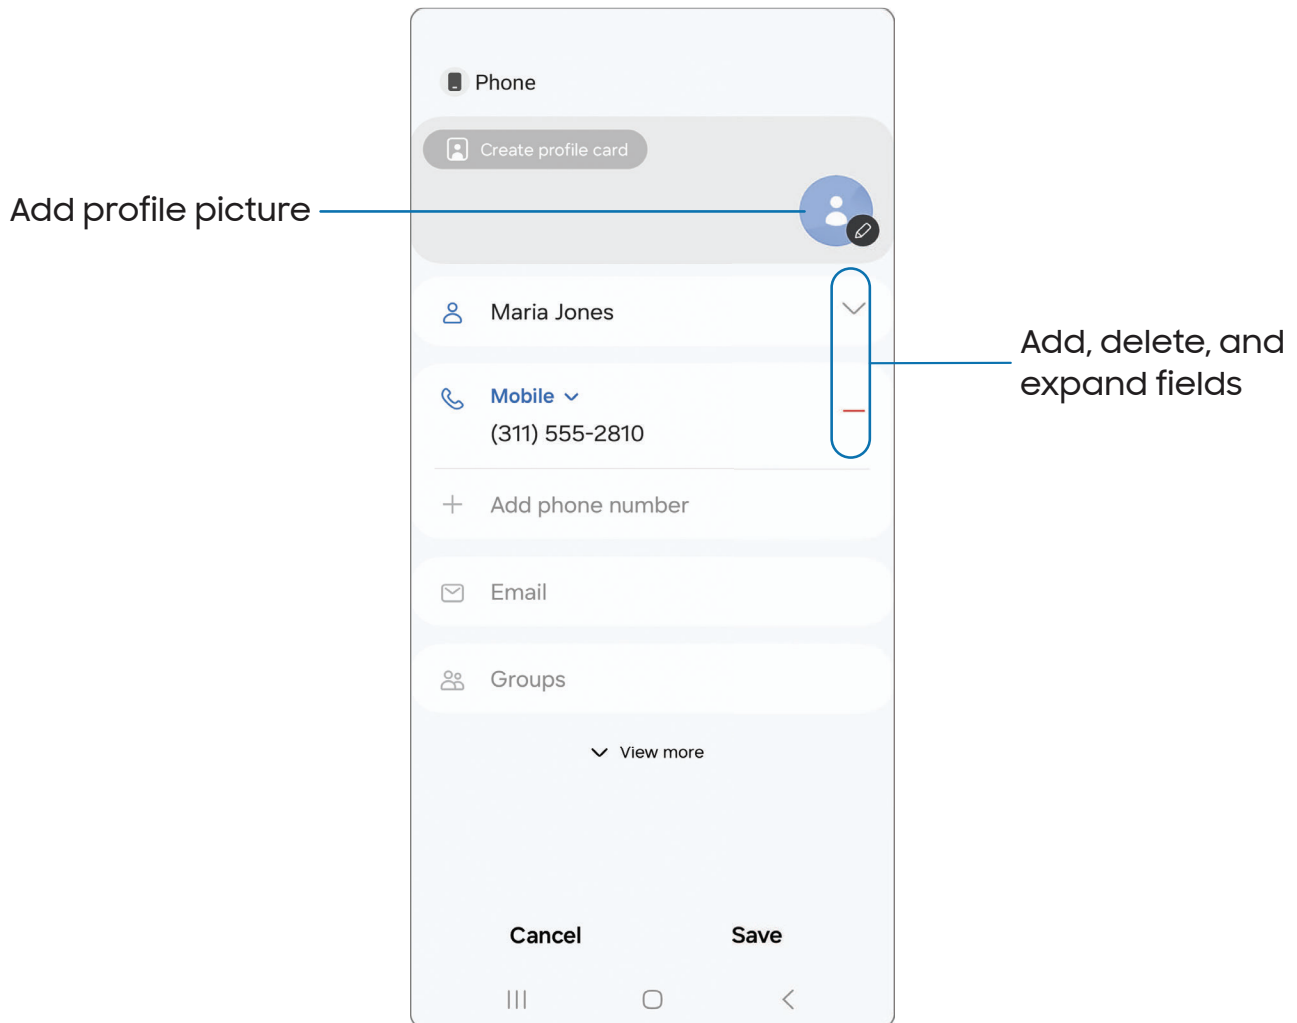 Phone
Create profile card
Add profile picture
Maria Jones
Add, delete, and
expand fields
Mobile
(311) 555-2810
Add phone number
Email
Groups
View more
Cancel
Save